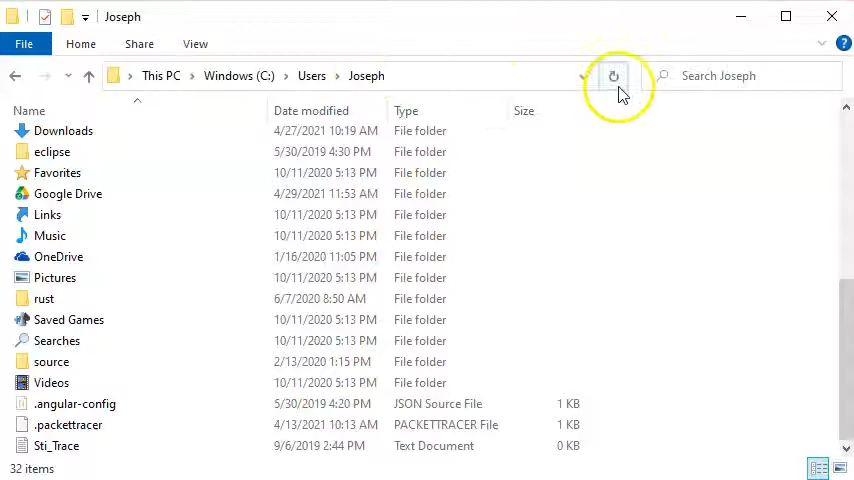 Joseph
File Home Share View
This PC Windows (C:) Users Joseph Search Joseph
Name Date modified Type Size
Downloads 4/27/2021 10:19 AM File folder
eclipse 5/30/2019 4:30 PM File folder
Favorites 10/11/2020 5:13 PM File folder
Google Drive 4/29/2021 11:53 AM File folder
Links 10/11/2020 5:13 PM File folder
Music 10/11/2020 5:13 PM File folder
OneDrive 1/16/2020 11:05 PM File folder
Pictures 10/11/2020 5:13 PM File folder
rust 6/7/2020 8:50 AM File folder
Saved Games 10/11/2020 5:13 PM File folder
Searches 10/11/2020 5:13 PM File folder
source 2/13/2020 1:15 PM File folder
Videos 10/11/2020 5:13 PM File folder
.angular-config 5/30/2019 4:20 PM JSON Source File 1 KB
.packettracer 4/13/2021 10:13 AM PACKETTRACER File 1 KB
Sti_Trace 9/6/2019 2:44 PM Text Document 0 KB
32 items